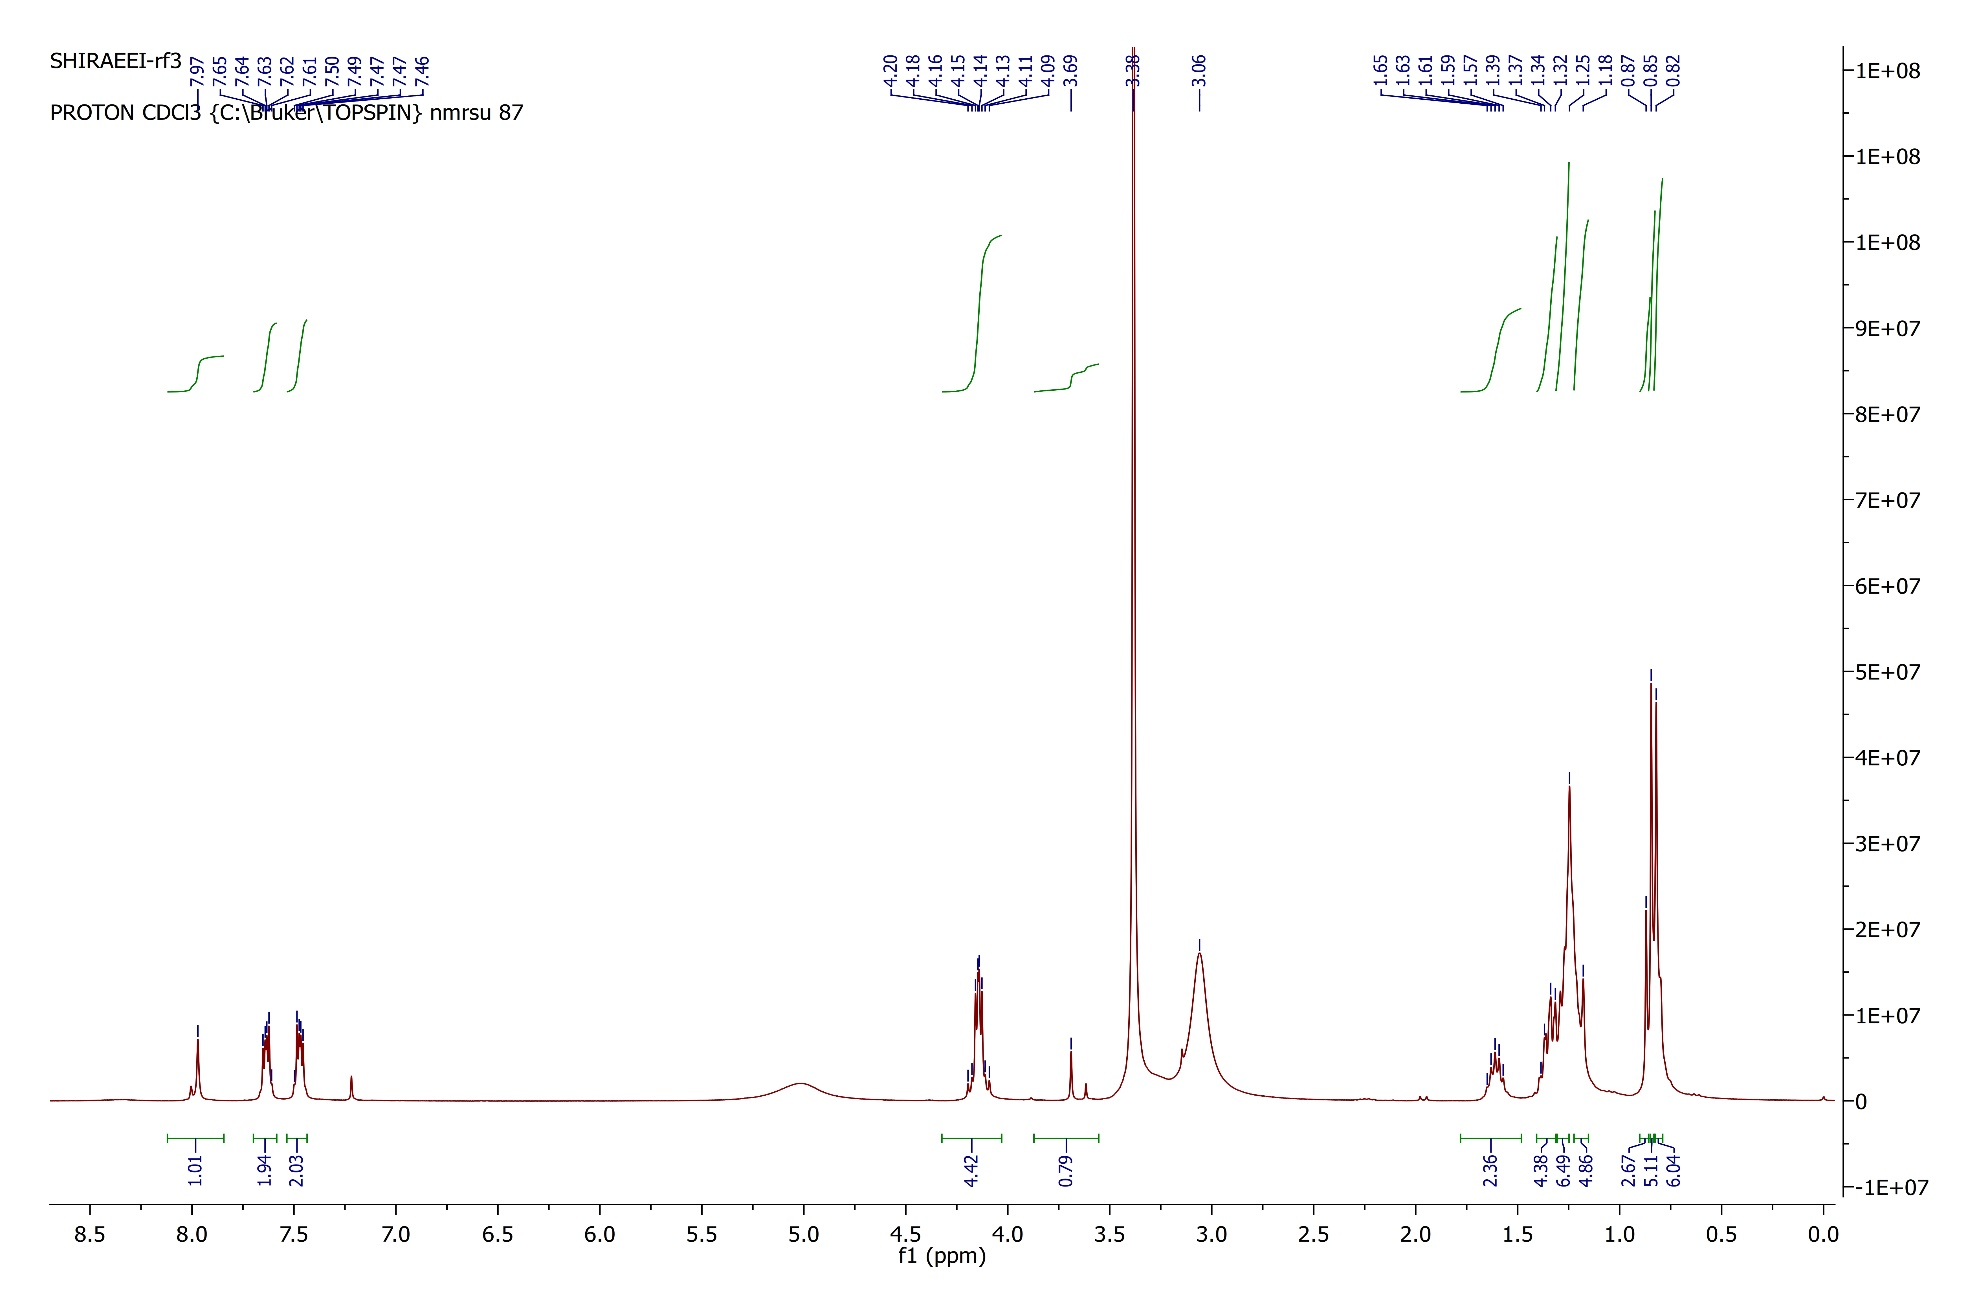 SHIRAEEI-rf3
PROTON CDCl3 {C:\Bruker\TOPSPIN} nmrsu 87
7.97
7.65
7.64
7.63
7.62
7.61
7.50
7.49
7.47
7.47
7.46
4.20
4.18
4.16
4.15
4.14
4.13
4.11
4.09
3.69
3.38
3.06
1.65
1.63
1.61
1.59
1.57
1.39
1.37
1.34
1.32
1.25
1.18
0.87
0.85
0.82
1E+08
1E+08
1E+08
9E+07
8E+07
7E+07
6E+07
5E+07
4E+07
3E+07
2E+07
1E+07
0
-1E+07
1.01
1.94
2.03
4.42
0.79
2.36
4.38
6.49
4.86
2.67
5.11
6.04
8.5 8.0 7.5 7.0 6.5 6.0 5.5 5.0 4.5 4.0 3.5 3.0 2.5 2.0 1.5 1.0 0.5 0.0
f1 (ppm)